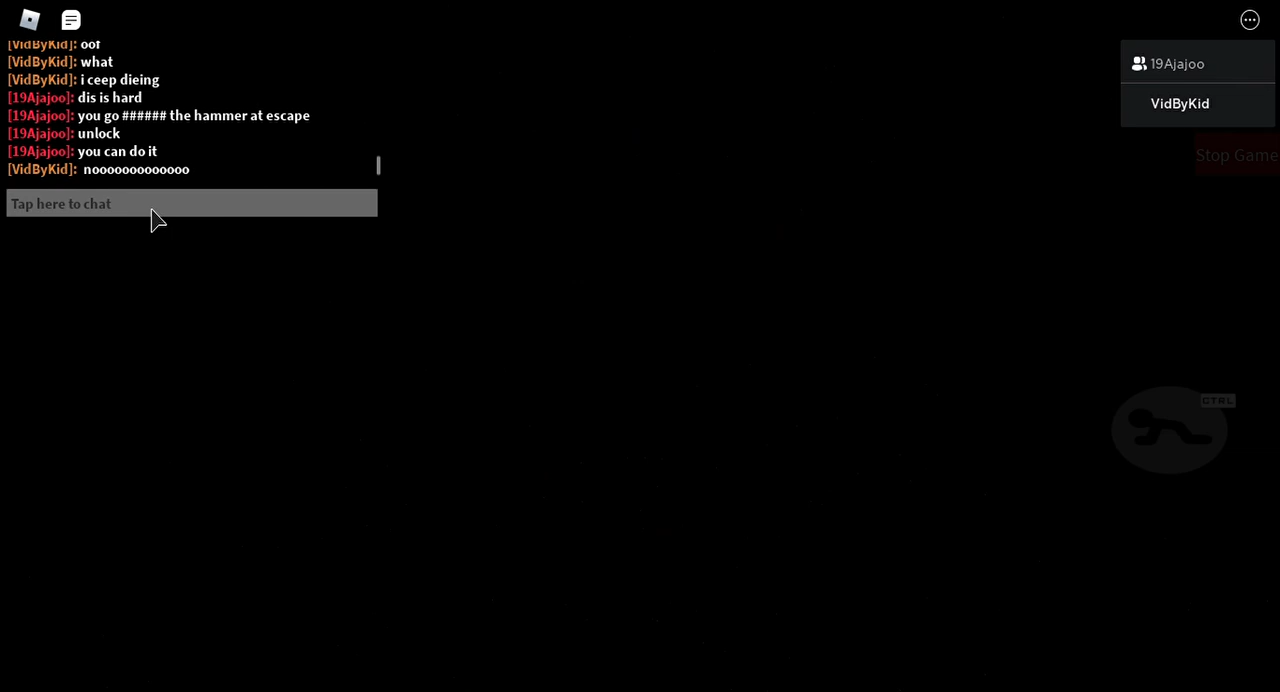 [VidByKid]: oof
[VidByKid]: what
[VidByKid]: i ceep dieing
[19Ajajoo]: dis is hard
[19Ajajoo]: you go ###### the hammer at escape
[19Ajajoo]: unlock
[19Ajajoo]: you can do it
[VidByKid]: nooooooooooooo
Tap here to chat
19Ajajoo
VidByKid
Stop Game
CTRL